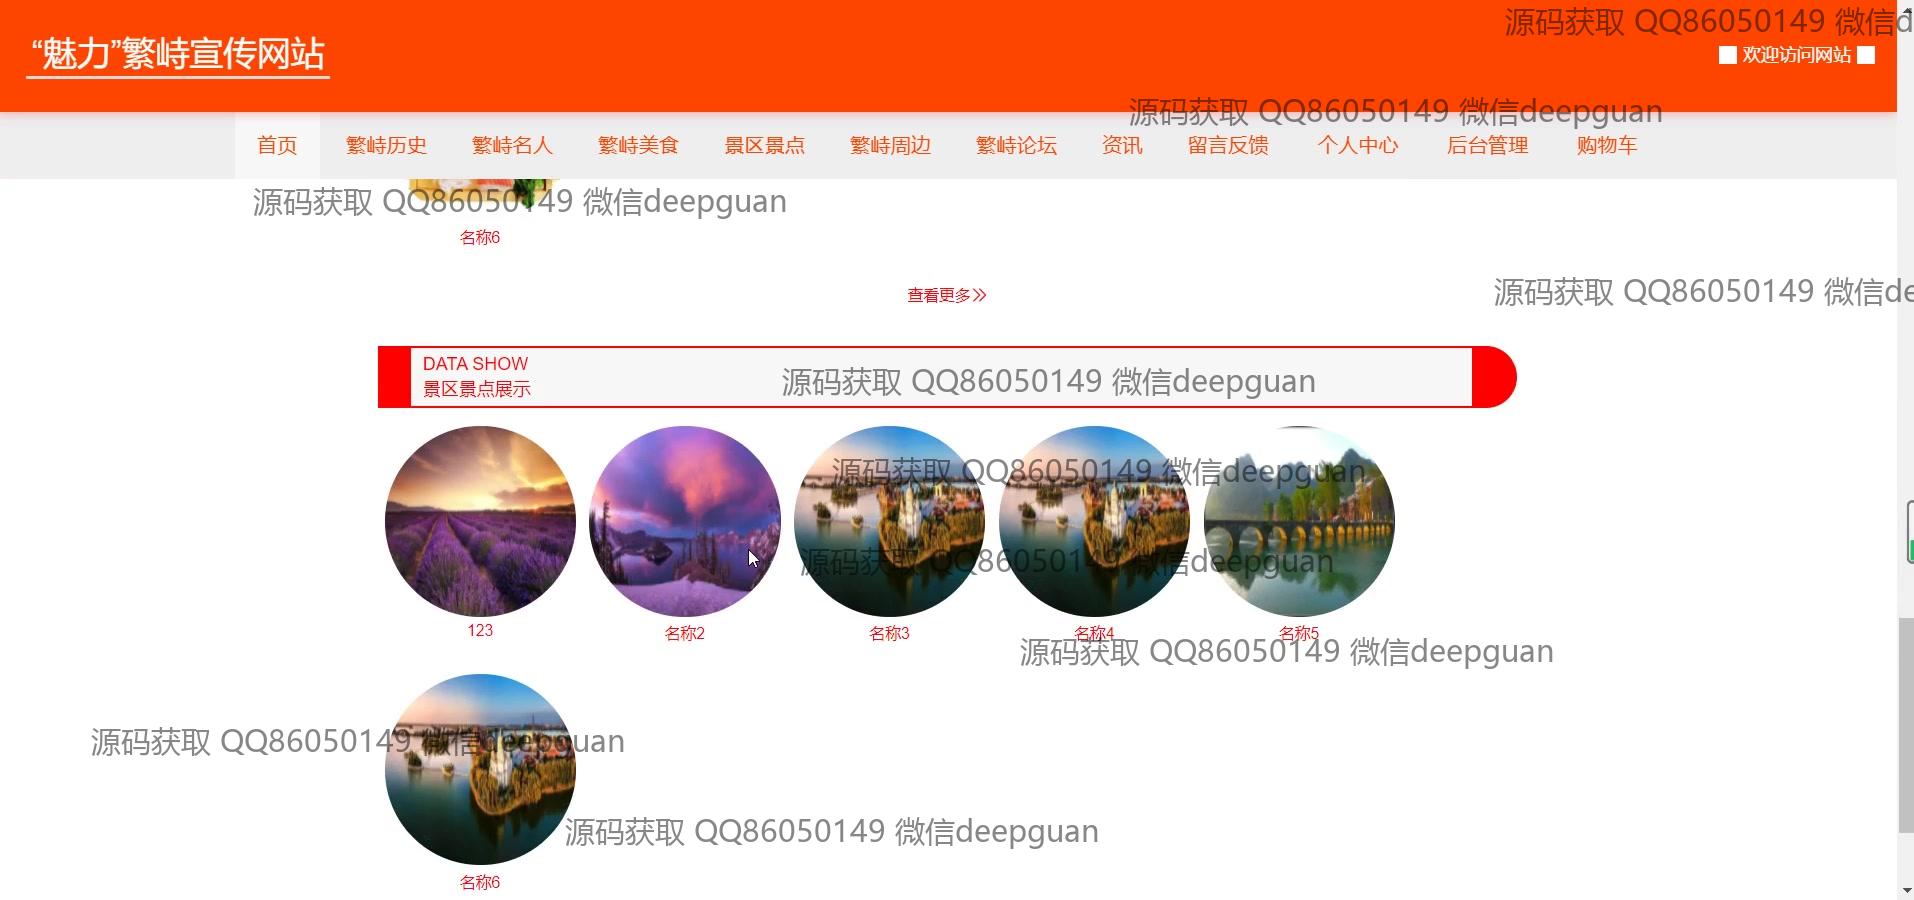 源码获取 QQ86050149 微信d
“魅力”繁峙宣传网站
欢迎访问网站
源码获取 QQ86050149 微信deepguan
首页 繁峙历史 繁峙名人 繁峙美食 景区景点 繁峙周边 繁峙论坛 资讯 留言反馈 个人中心 后台管理 购物车
源码获取 QQ86050149 微信deepguan
名称6
查看更多
源码获取 QQ86050149 微信de
DATA SHOW
景区景点展示
源码获取 QQ86050149 微信deepguan
源码获取 QQ86050149 微信deepguan
源码获取 QQ86050149 微信deepguan
123 名称2 名称3 名称4 名称5
源码获取 QQ86050149 微信deepguan
源码获取 QQ86050149 微信deepguan
源码获取 QQ86050149 微信deepguan
名称6